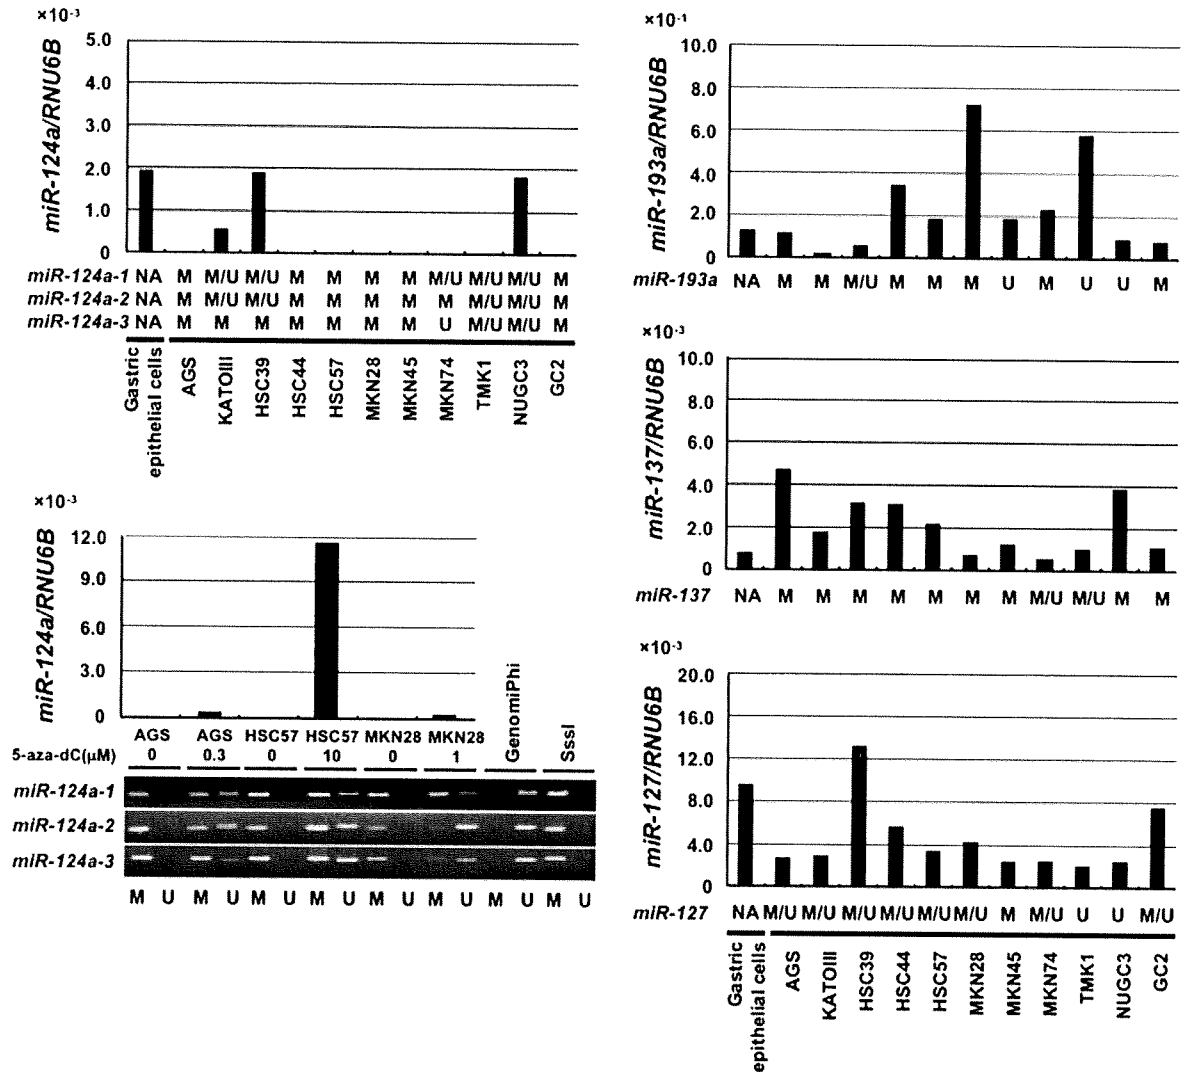 ×10⁻³
miR-124a/RNU6B
5.0
4.0
3.0
2.0
1.0
0
miR-124a-1 NA M M/U M/U M M M M M/U M/U M/U M
miR-124a-2 NA M M/U M/U M M M M M M/U M/U M
miR-124a-3 NA M M M M M M M U M/U M/U M
Gastric
epithelial cells
AGS
KATOIII
HSC39
HSC44
HSC57
MKN28
MKN45
MKN74
TMK1
NUGC3
GC2
×10⁻³
miR-124a/RNU6B
12.0
9.0
6.0
3.0
0
AGS AGS HSC57 HSC57 MKN28 MKN28
5-aza-dC(μM) 0 0.3 0 10 0 1
GenomiPhi
SssI
miR-124a-1
miR-124a-2
miR-124a-3
M U M U M U M U M U M U M U M U
×10⁻¹
miR-193a/RNU6B
10.0
8.0
6.0
4.0
2.0
0
miR-193a NA M M M/U M M M U M U U M
×10⁻³
miR-137/RNU6B
10.0
8.0
6.0
4.0
2.0
0
miR-137 NA M M M M M M M M/U M/U M M
×10⁻³
miR-127/RNU6B
20.0
16.0
12.0
8.0
4.0
0
miR-127 NA M/U M/U M/U M/U M/U M/U M M/U U U M/U
Gastric
epithelial cells
AGS
KATOIII
HSC39
HSC44
HSC57
MKN28
MKN45
MKN74
TMK1
NUGC3
GC2